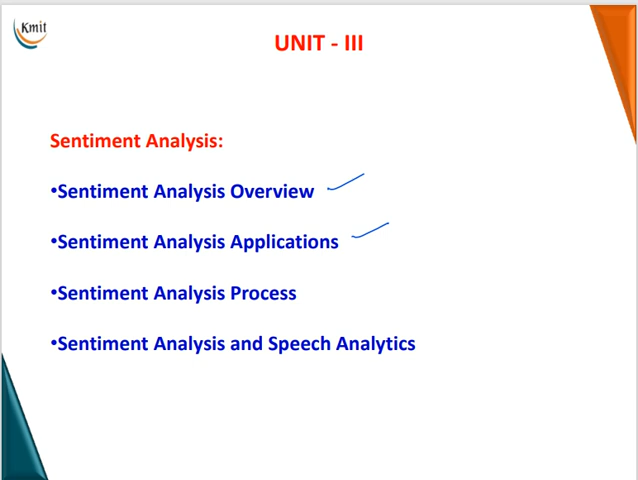 Kmit
UNIT - III
Sentiment Analysis:
•Sentiment Analysis Overview
•Sentiment Analysis Applications
•Sentiment Analysis Process
•Sentiment Analysis and Speech Analytics